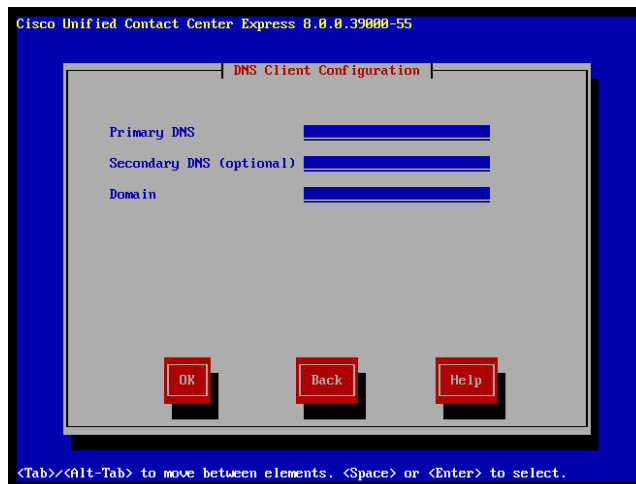 Cisco Unified Contact Center Express 8.0.0.39000-55
DNS Client Configuration
Primary DNS
Secondary DNS (optional)
Domain
OK Back Help
<Tab>/<Alt-Tab> to move between elements. <Space> or <Enter> to select.